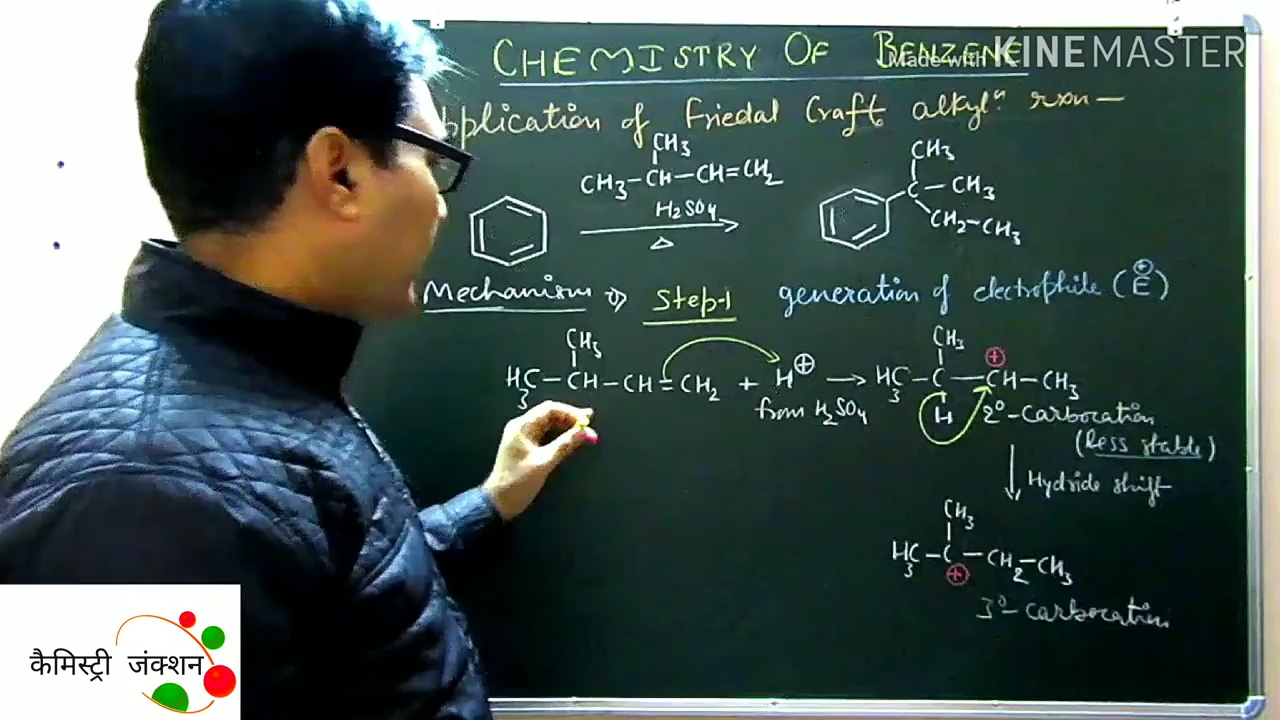 CHEMISTRY OF BENZENE
Made with KINEMASTER
Application of Friedal Craft alkylⁿ. rxn —
CH₃
CH₃–CH–CH=CH₂
H₂SO₄
△
CH₃
C–CH₃
CH₂–CH₃
Mechanism ⇒ Step-1 generation of electrophile (E⊕)
CH₃
H₃C–CH–CH=CH₂ + H⊕ → H₃C–C–CH–CH₃
CH₃
⊕
from H₂SO₄
H
2°-Carbocation
(Less stable)
Hydride shift
CH₃
H₃C–C–CH₂–CH₃
⊕
3°-carbocation
कैमिस्ट्री जंक्शन